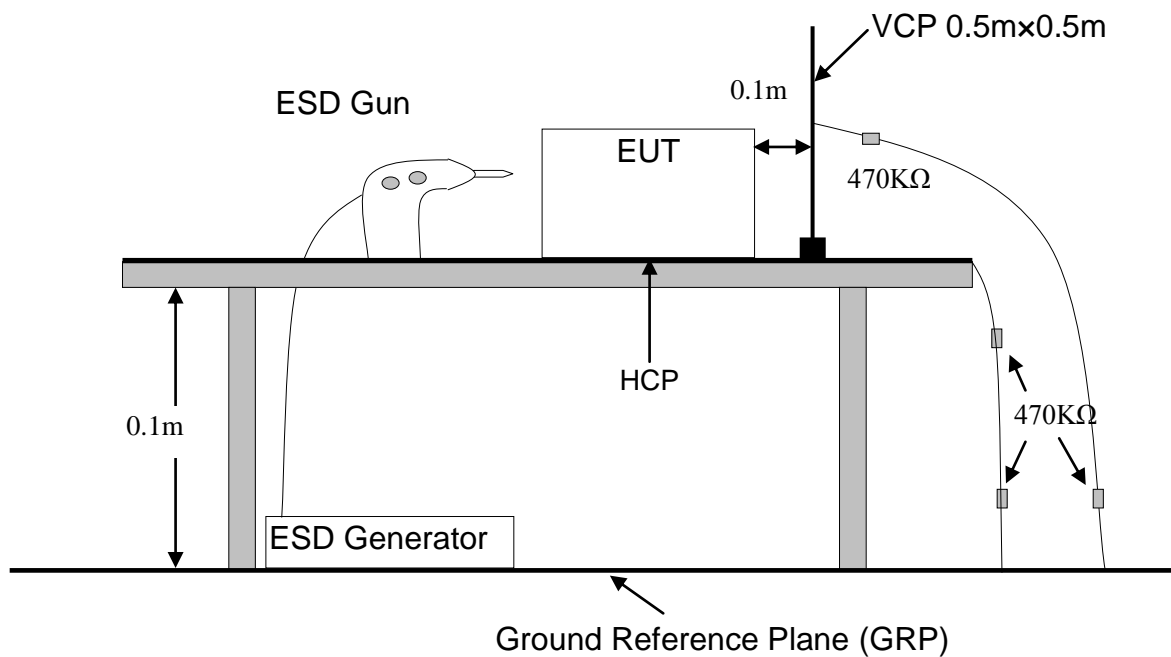 VCP 0.5m×0.5m
0.1m
ESD Gun
EUT
470KΩ
HCP
470KΩ
0.1m
ESD Generator
Ground Reference Plane (GRP)